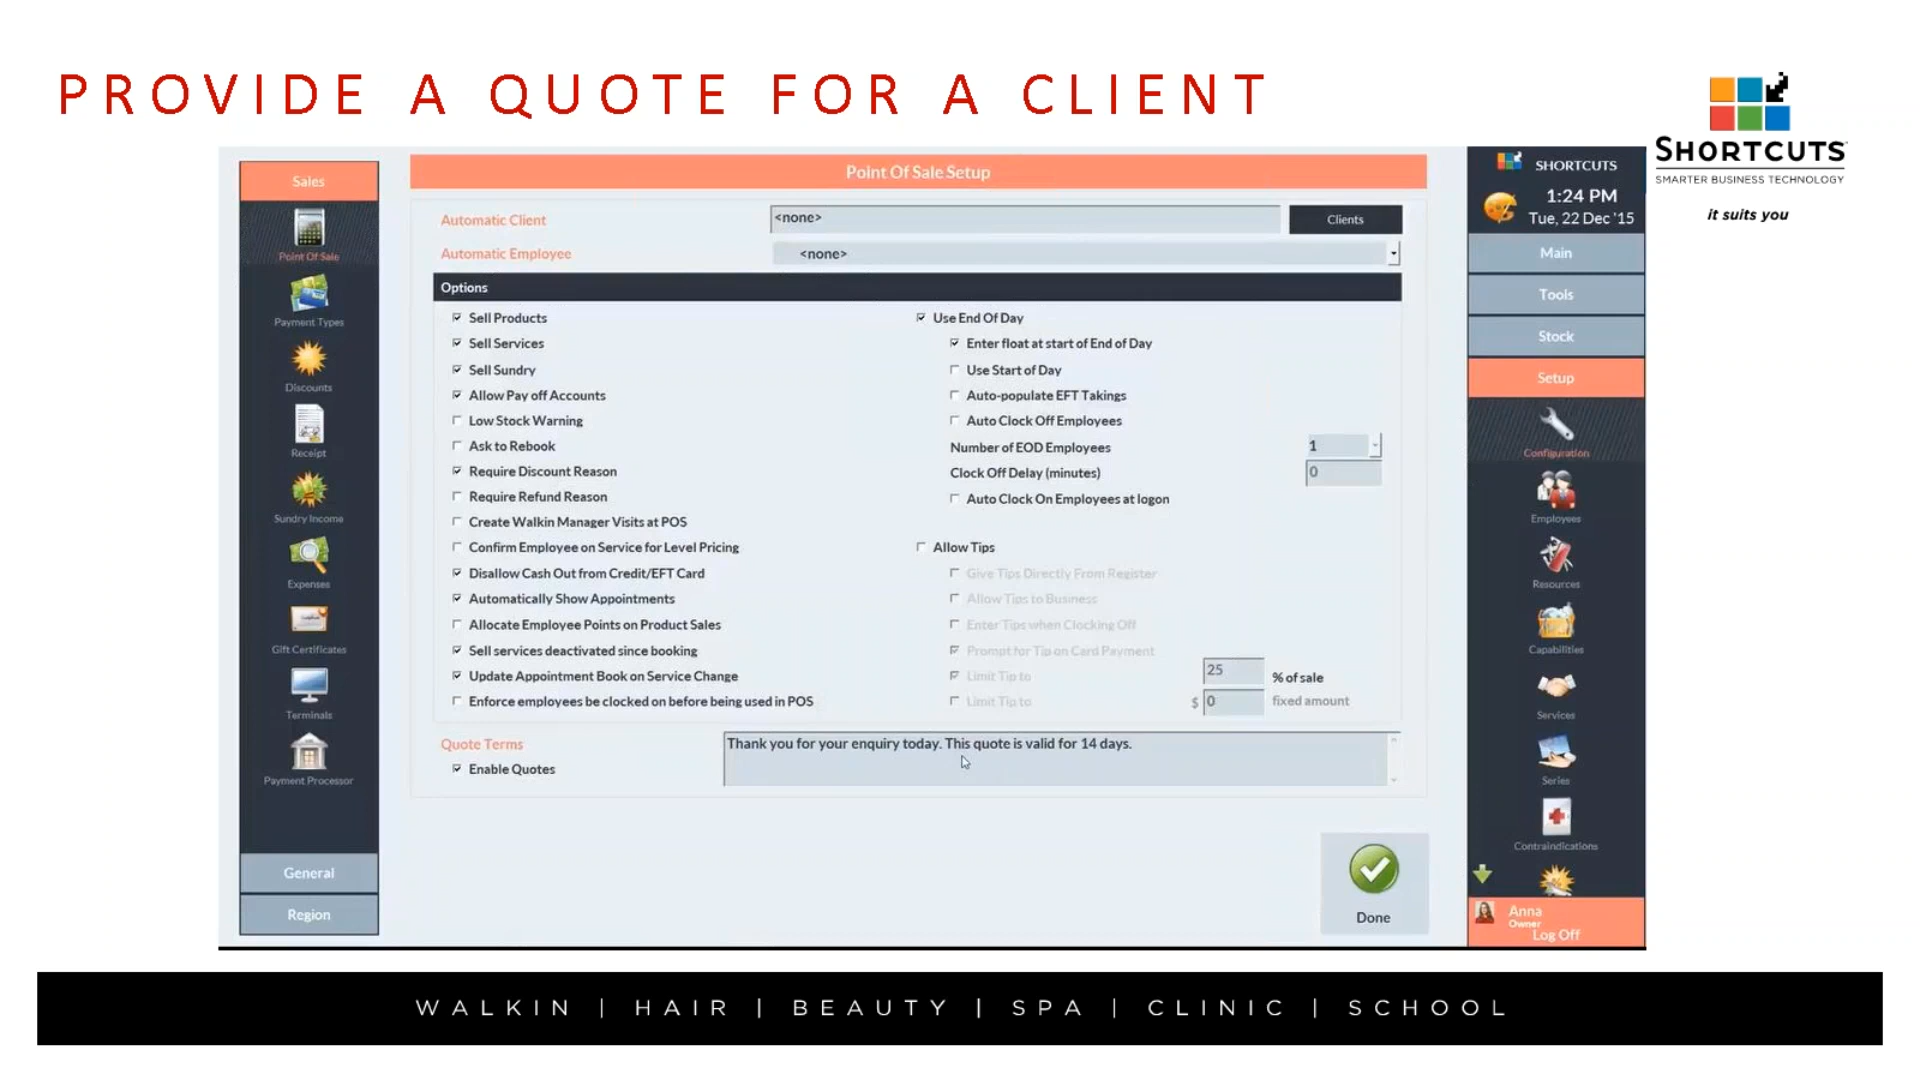 PROVIDE A QUOTE FOR A CLIENT
SHORTCUTS
SMARTER BUSINESS TECHNOLOGY
it suits you
Sales
Point Of Sale
Payment Types
Discounts
Receipt
Sundry Income
Expenses
Gift Certificates
Terminals
Payment Processor
General
Region
Point Of Sale Setup
Automatic Client
<none>
Clients
Automatic Employee
<none>
Options
Sell Products
Sell Services
Sell Sundry
Allow Pay off Accounts
Low Stock Warning
Ask to Rebook
Require Discount Reason
Require Refund Reason
Create Walkin Manager Visits at POS
Confirm Employee on Service for Level Pricing
Disallow Cash Out from Credit/EFT Card
Automatically Show Appointments
Allocate Employee Points on Product Sales
Sell services deactivated since booking
Update Appointment Book on Service Change
Enforce employees be clocked on before being used in POS
Use End Of Day
Enter float at start of End of Day
Use Start of Day
Auto-populate EFT Takings
Auto Clock Off Employees
Number of EOD Employees 1
Clock Off Delay (minutes) 0
Auto Clock On Employees at logon
Allow Tips
Give Tips Directly From Register
Allow Tips to Business
Enter Tips when Clocking Off
Prompt for Tip on Card Payment
Limit Tip to 25 % of sale
Limit Tip to $ 0 fixed amount
Quote Terms
Enable Quotes
Thank you for your enquiry today. This quote is valid for 14 days.
Done
SHORTCUTS
1:24 PM
Tue, 22 Dec '15
Main
Tools
Stock
Setup
Configuration
Employees
Resources
Capabilities
Services
Series
Contraindications
Anna
Owner
Log Off
WALKIN | HAIR | BEAUTY | SPA | CLINIC | SCHOOL